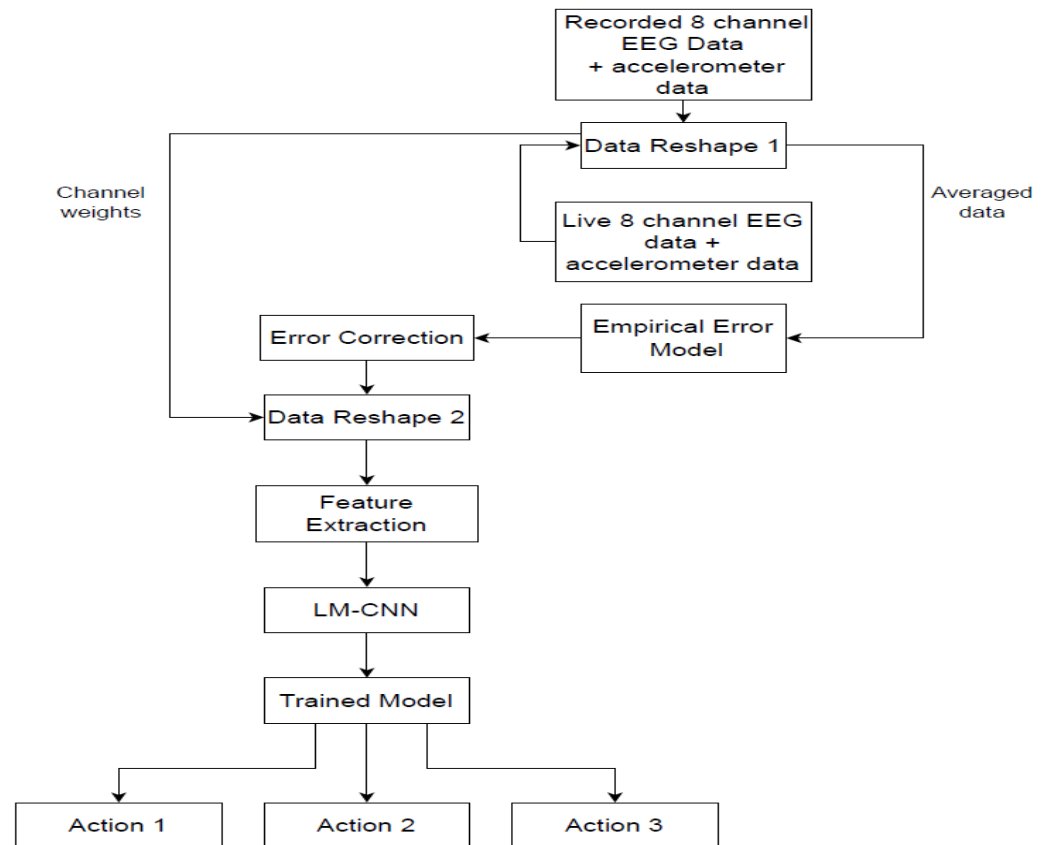 Recorded 8 channel
EEG Data
+ accelerometer
data
Data Reshape 1
Channel
weights
Averaged
data
Live 8 channel EEG
data +
accelerometer data
Empirical Error
Model
Error Correction
Data Reshape 2
Feature
Extraction
LM-CNN
Trained Model
Action 1
Action 2
Action 3